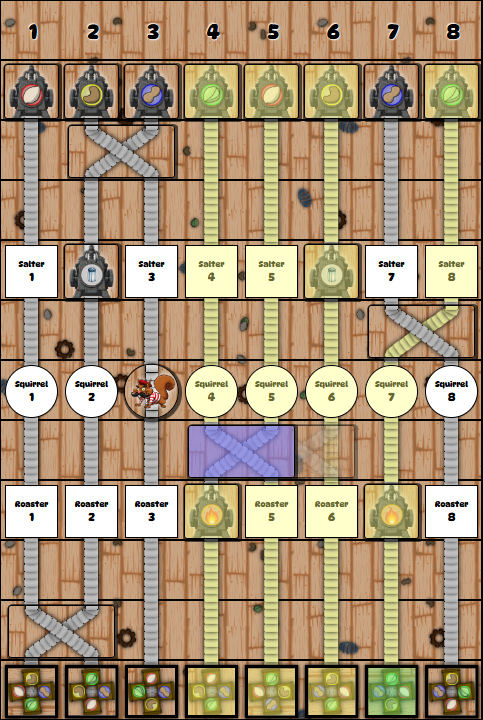 1 2 3 4 5 6 7 8
Salter 1
Salter 3
Salter 4
Salter 5
Salter 7
Salter 8
Squirrel 1
Squirrel 2
Squirrel 4
Squirrel 5
Squirrel 6
Squirrel 7
Squirrel 8
Roaster 1
Roaster 2
Roaster 3
Roaster 5
Roaster 6
Roaster 8